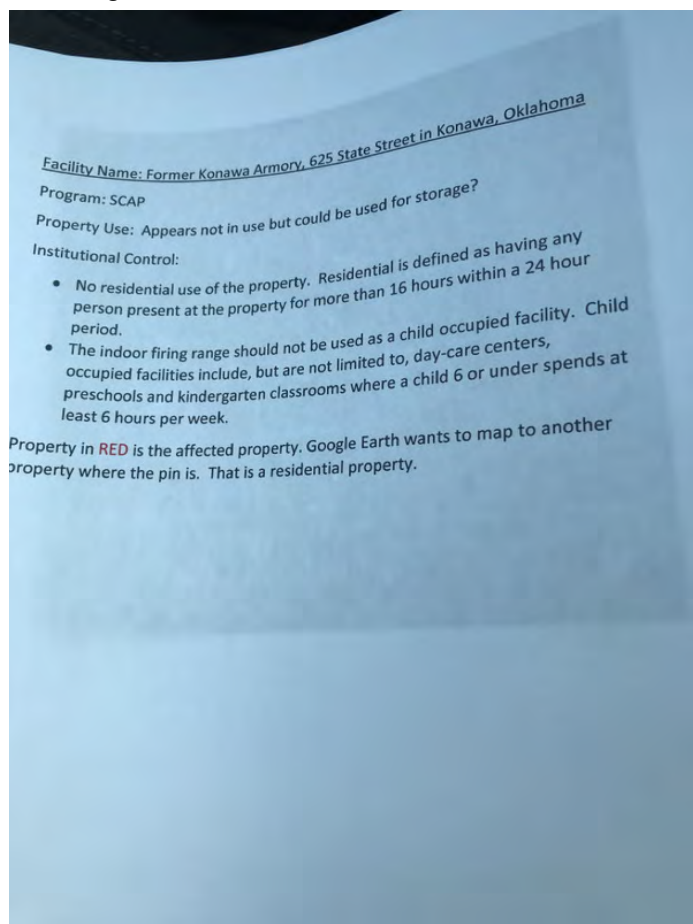 Facility Name: Former Konawa Armory, 625 State Street in Konawa, Oklahoma
Program: SCAP
Property Use: Appears not in use but could be used for storage?
Institutional Control:
• No residential use of the property. Residential is defined as having any
person present at the property for more than 16 hours within a 24 hour
period.
• The indoor firing range should not be used as a child occupied facility. Child
occupied facilities include, but are not limited to, day-care centers,
preschools and kindergarten classrooms where a child 6 or under spends at
least 6 hours per week.
Property in RED is the affected property. Google Earth wants to map to another
property where the pin is. That is a residential property.